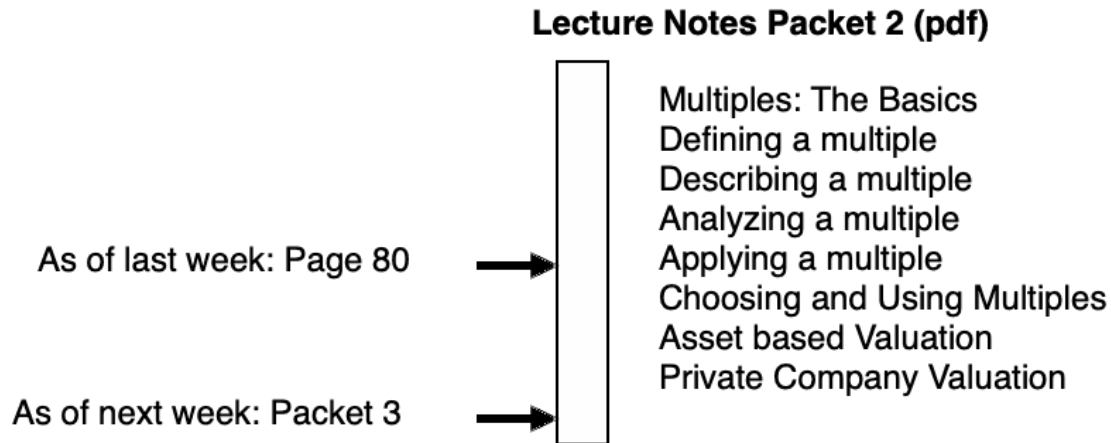 Lecture Notes Packet 2 (pdf)
Multiples: The Basics
Defining a multiple
Describing a multiple
Analyzing a multiple
As of last week: Page 80
Applying a multiple
Choosing and Using Multiples
Asset based Valuation
Private Company Valuation
As of next week: Packet 3